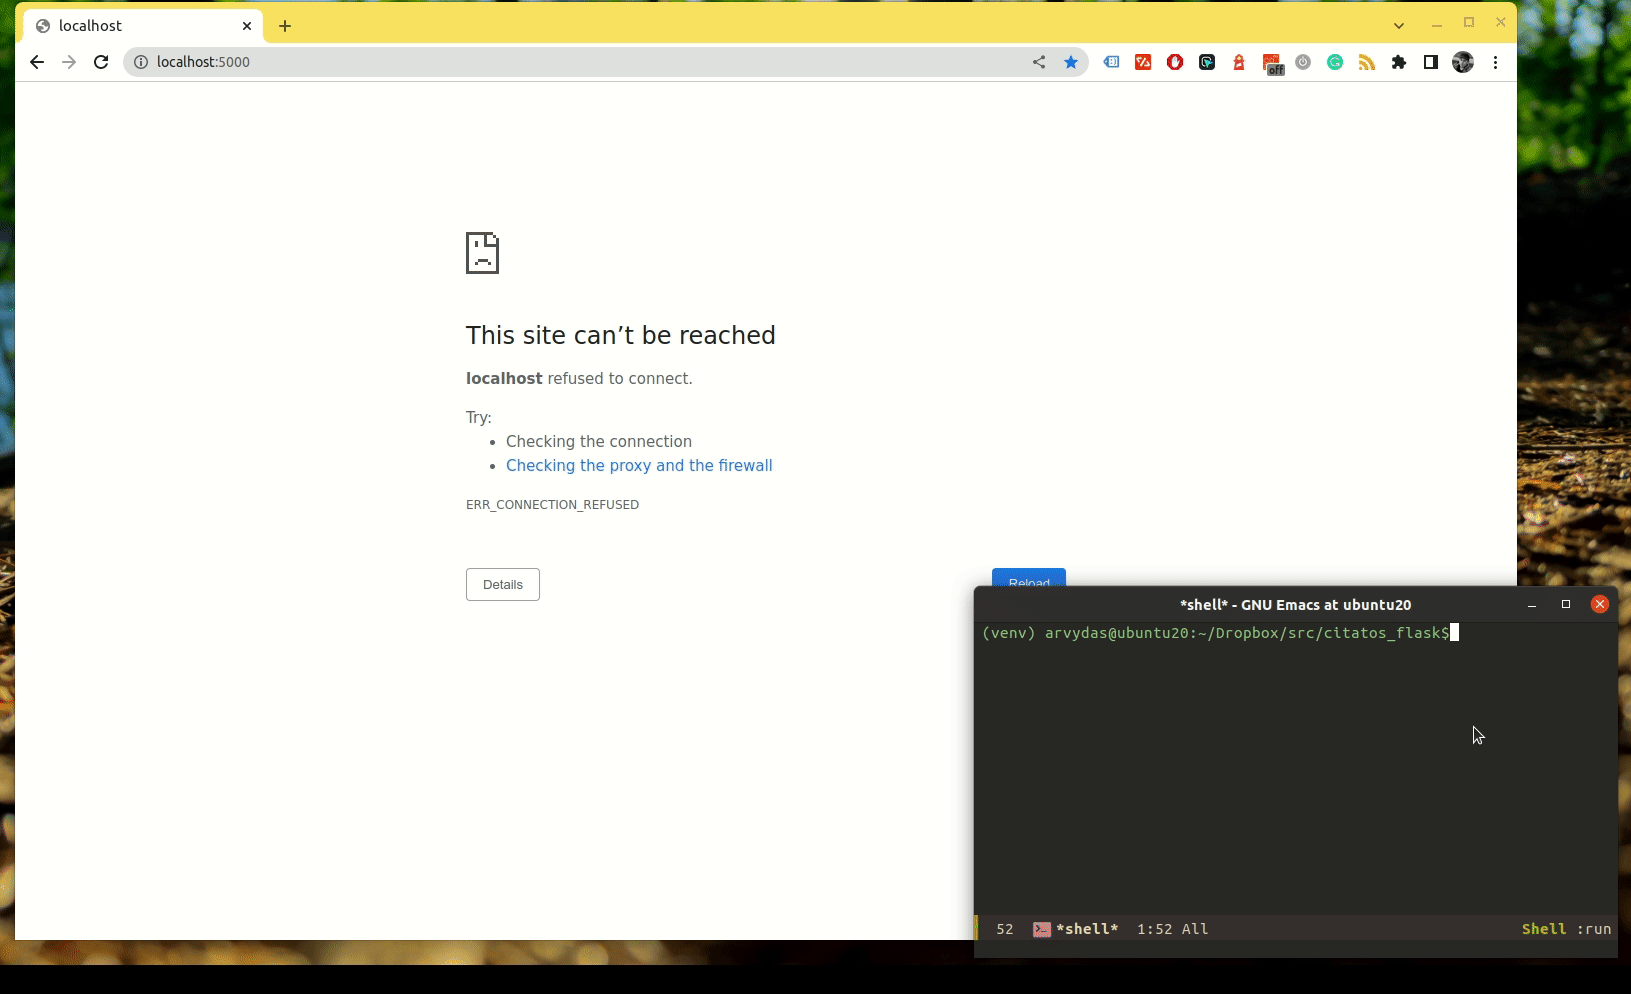 localhost
localhost:5000
off
This site can’t be reached
localhost refused to connect.
Try:
Checking the connection
Checking the proxy and the firewall
ERR_CONNECTION_REFUSED
Details
Reload
*shell* - GNU Emacs at ubuntu20
(venv) arvydas@ubuntu20:~/Dropbox/src/citatos_flask$
52 *shell* 1:52 All Shell :run